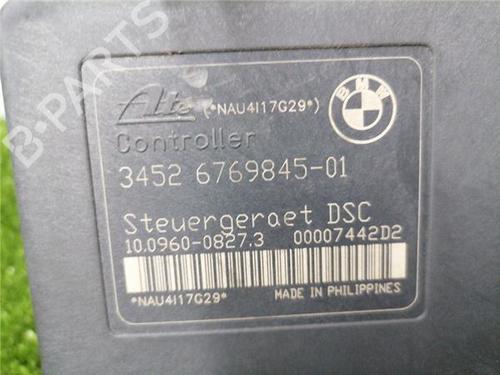 B-PARTS
Ate (*NAU4I17G29*)
BMW
Controller
3452 6769845-01
Steuergeraet DSC
10.0960-0827.3 00007442D2
*NAU4I17G29* MADE IN PHILIPPINES